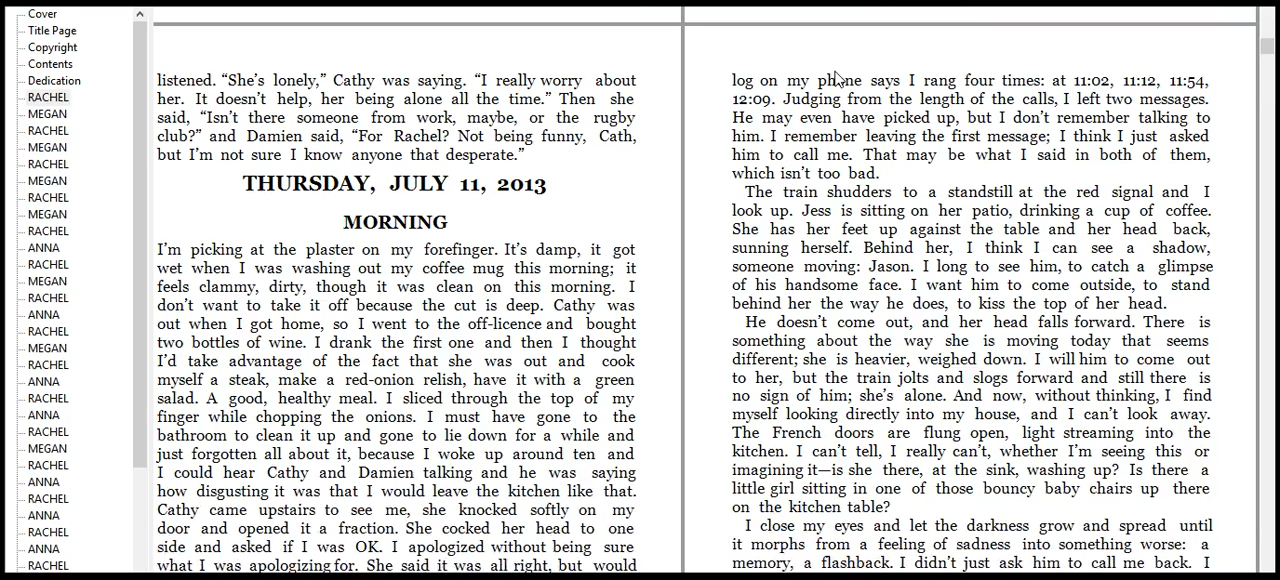 Cover
Title Page
Copyright
Contents
Dedication
RACHEL
MEGAN
RACHEL
MEGAN
RACHEL
MEGAN
RACHEL
MEGAN
RACHEL
ANNA
RACHEL
MEGAN
RACHEL
ANNA
RACHEL
MEGAN
RACHEL
ANNA
RACHEL
ANNA
RACHEL
MEGAN
RACHEL
ANNA
RACHEL
ANNA
RACHEL
ANNA
RACHEL
listened. “She’s lonely,” Cathy was saying. “I really worry about
her. It doesn’t help, her being alone all the time.” Then she
said, “Isn’t there someone from work, maybe, or the rugby
club?” and Damien said, “For Rachel? Not being funny, Cath,
but I’m not sure I know anyone that desperate.”
THURSDAY, JULY 11, 2013
MORNING
I’m picking at the plaster on my forefinger. It’s damp, it got
wet when I was washing out my coffee mug this morning; it
feels clammy, dirty, though it was clean on this morning. I
don’t want to take it off because the cut is deep. Cathy was
out when I got home, so I went to the off-licence and bought
two bottles of wine. I drank the first one and then I thought
I’d take advantage of the fact that she was out and cook
myself a steak, make a red-onion relish, have it with a green
salad. A good, healthy meal. I sliced through the top of my
finger while chopping the onions. I must have gone to the
bathroom to clean it up and gone to lie down for a while and
just forgotten all about it, because I woke up around ten and
I could hear Cathy and Damien talking and he was saying
how disgusting it was that I would leave the kitchen like that.
Cathy came upstairs to see me, she knocked softly on my
door and opened it a fraction. She cocked her head to one
side and asked if I was OK. I apologized without being sure
what I was apologizing for. She said it was all right, but would
log on my phone says I rang four times: at 11:02, 11:12, 11:54,
12:09. Judging from the length of the calls, I left two messages.
He may even have picked up, but I don’t remember talking to
him. I remember leaving the first message; I think I just asked
him to call me. That may be what I said in both of them,
which isn’t too bad.
The train shudders to a standstill at the red signal and I
look up. Jess is sitting on her patio, drinking a cup of coffee.
She has her feet up against the table and her head back,
sunning herself. Behind her, I think I can see a shadow,
someone moving: Jason. I long to see him, to catch a glimpse
of his handsome face. I want him to come outside, to stand
behind her the way he does, to kiss the top of her head.
He doesn’t come out, and her head falls forward. There is
something about the way she is moving today that seems
different; she is heavier, weighed down. I will him to come out
to her, but the train jolts and slogs forward and still there is
no sign of him; she’s alone. And now, without thinking, I find
myself looking directly into my house, and I can’t look away.
The French doors are flung open, light streaming into the
kitchen. I can’t tell, I really can’t, whether I’m seeing this or
imagining it—is she there, at the sink, washing up? Is there a
little girl sitting in one of those bouncy baby chairs up there
on the kitchen table?
I close my eyes and let the darkness grow and spread until
it morphs from a feeling of sadness into something worse: a
memory, a flashback. I didn’t just ask him to call me back. I